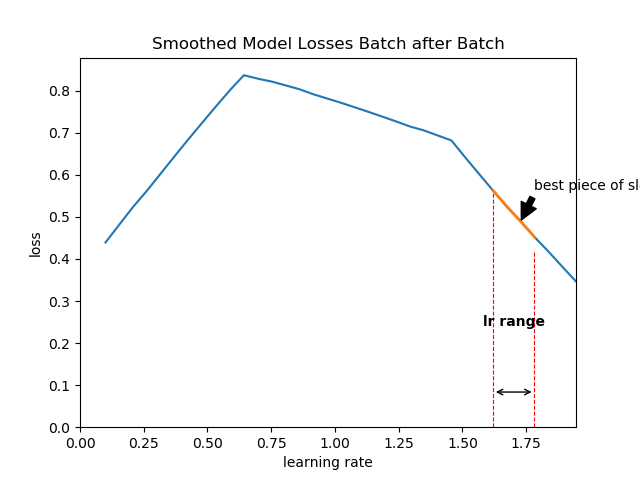 Smoothed Model Losses Batch after Batch
0.8
0.7
0.6
best piece of
0.5
loss
0.4
0.3
lr range
0.2
0.1
0.0
0.00 0.25 0.50 0.75 1.00 1.25 1.50 1.75
learning rate